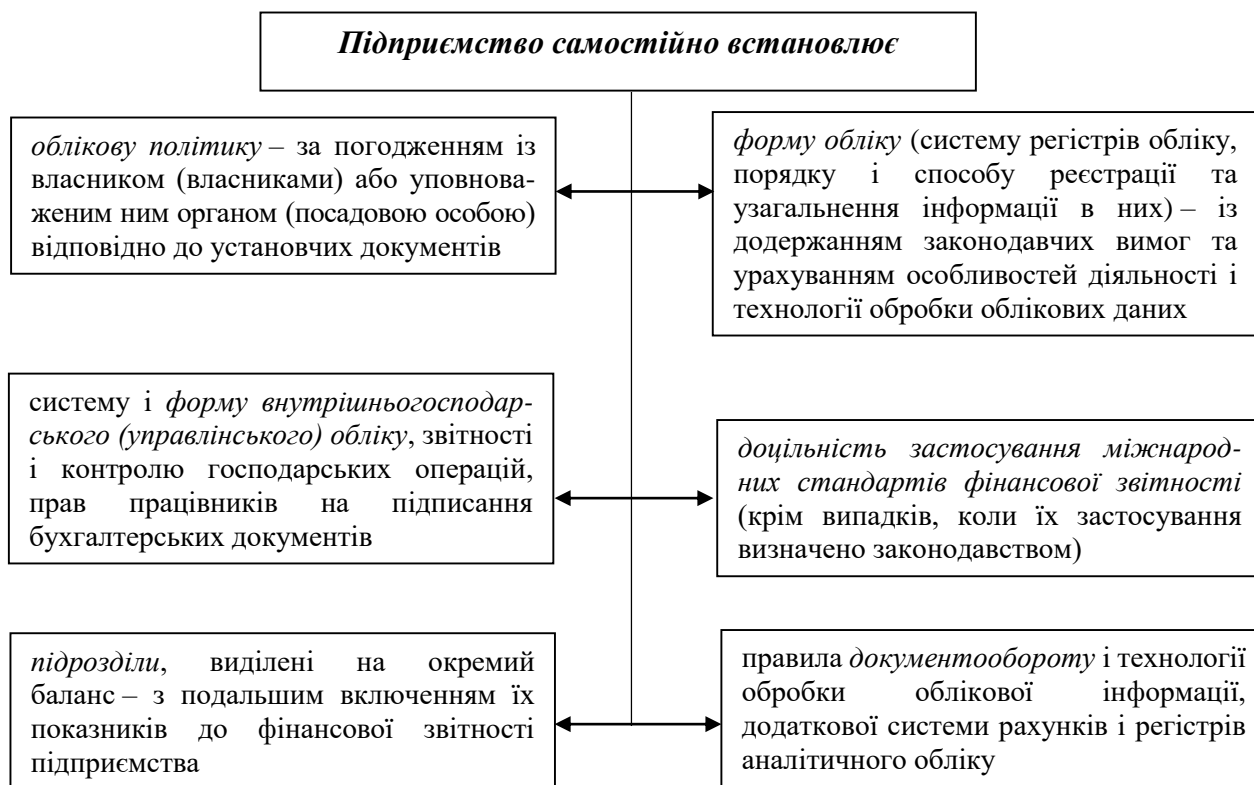 Підприємство самостійно встановлює
облікову політику – за погодженням із
власником (власниками) або уповнова-
женим ним органом (посадовою особою)
відповідно до установчих документів
форму обліку (систему регістрів обліку,
порядку і способу реєстрації та
узагальнення інформації в них) – із
додержанням законодавчих вимог та
урахуванням особливостей діяльності і
технології обробки облікових даних
систему і форму внутрішньогосподар-
ського (управлінського) обліку, звітності
і контролю господарських операцій,
прав працівників на підписання
бухгалтерських документів
доцільність застосування міжнарод-
них стандартів фінансової звітності
(крім випадків, коли їх застосування
визначено законодавством)
підрозділи, виділені на окремий
баланс – з подальшим включенням їх
показників до фінансової звітності
підприємства
правила документообороту і технології
обробки облікової інформації,
додаткової системи рахунків і регістрів
аналітичного обліку